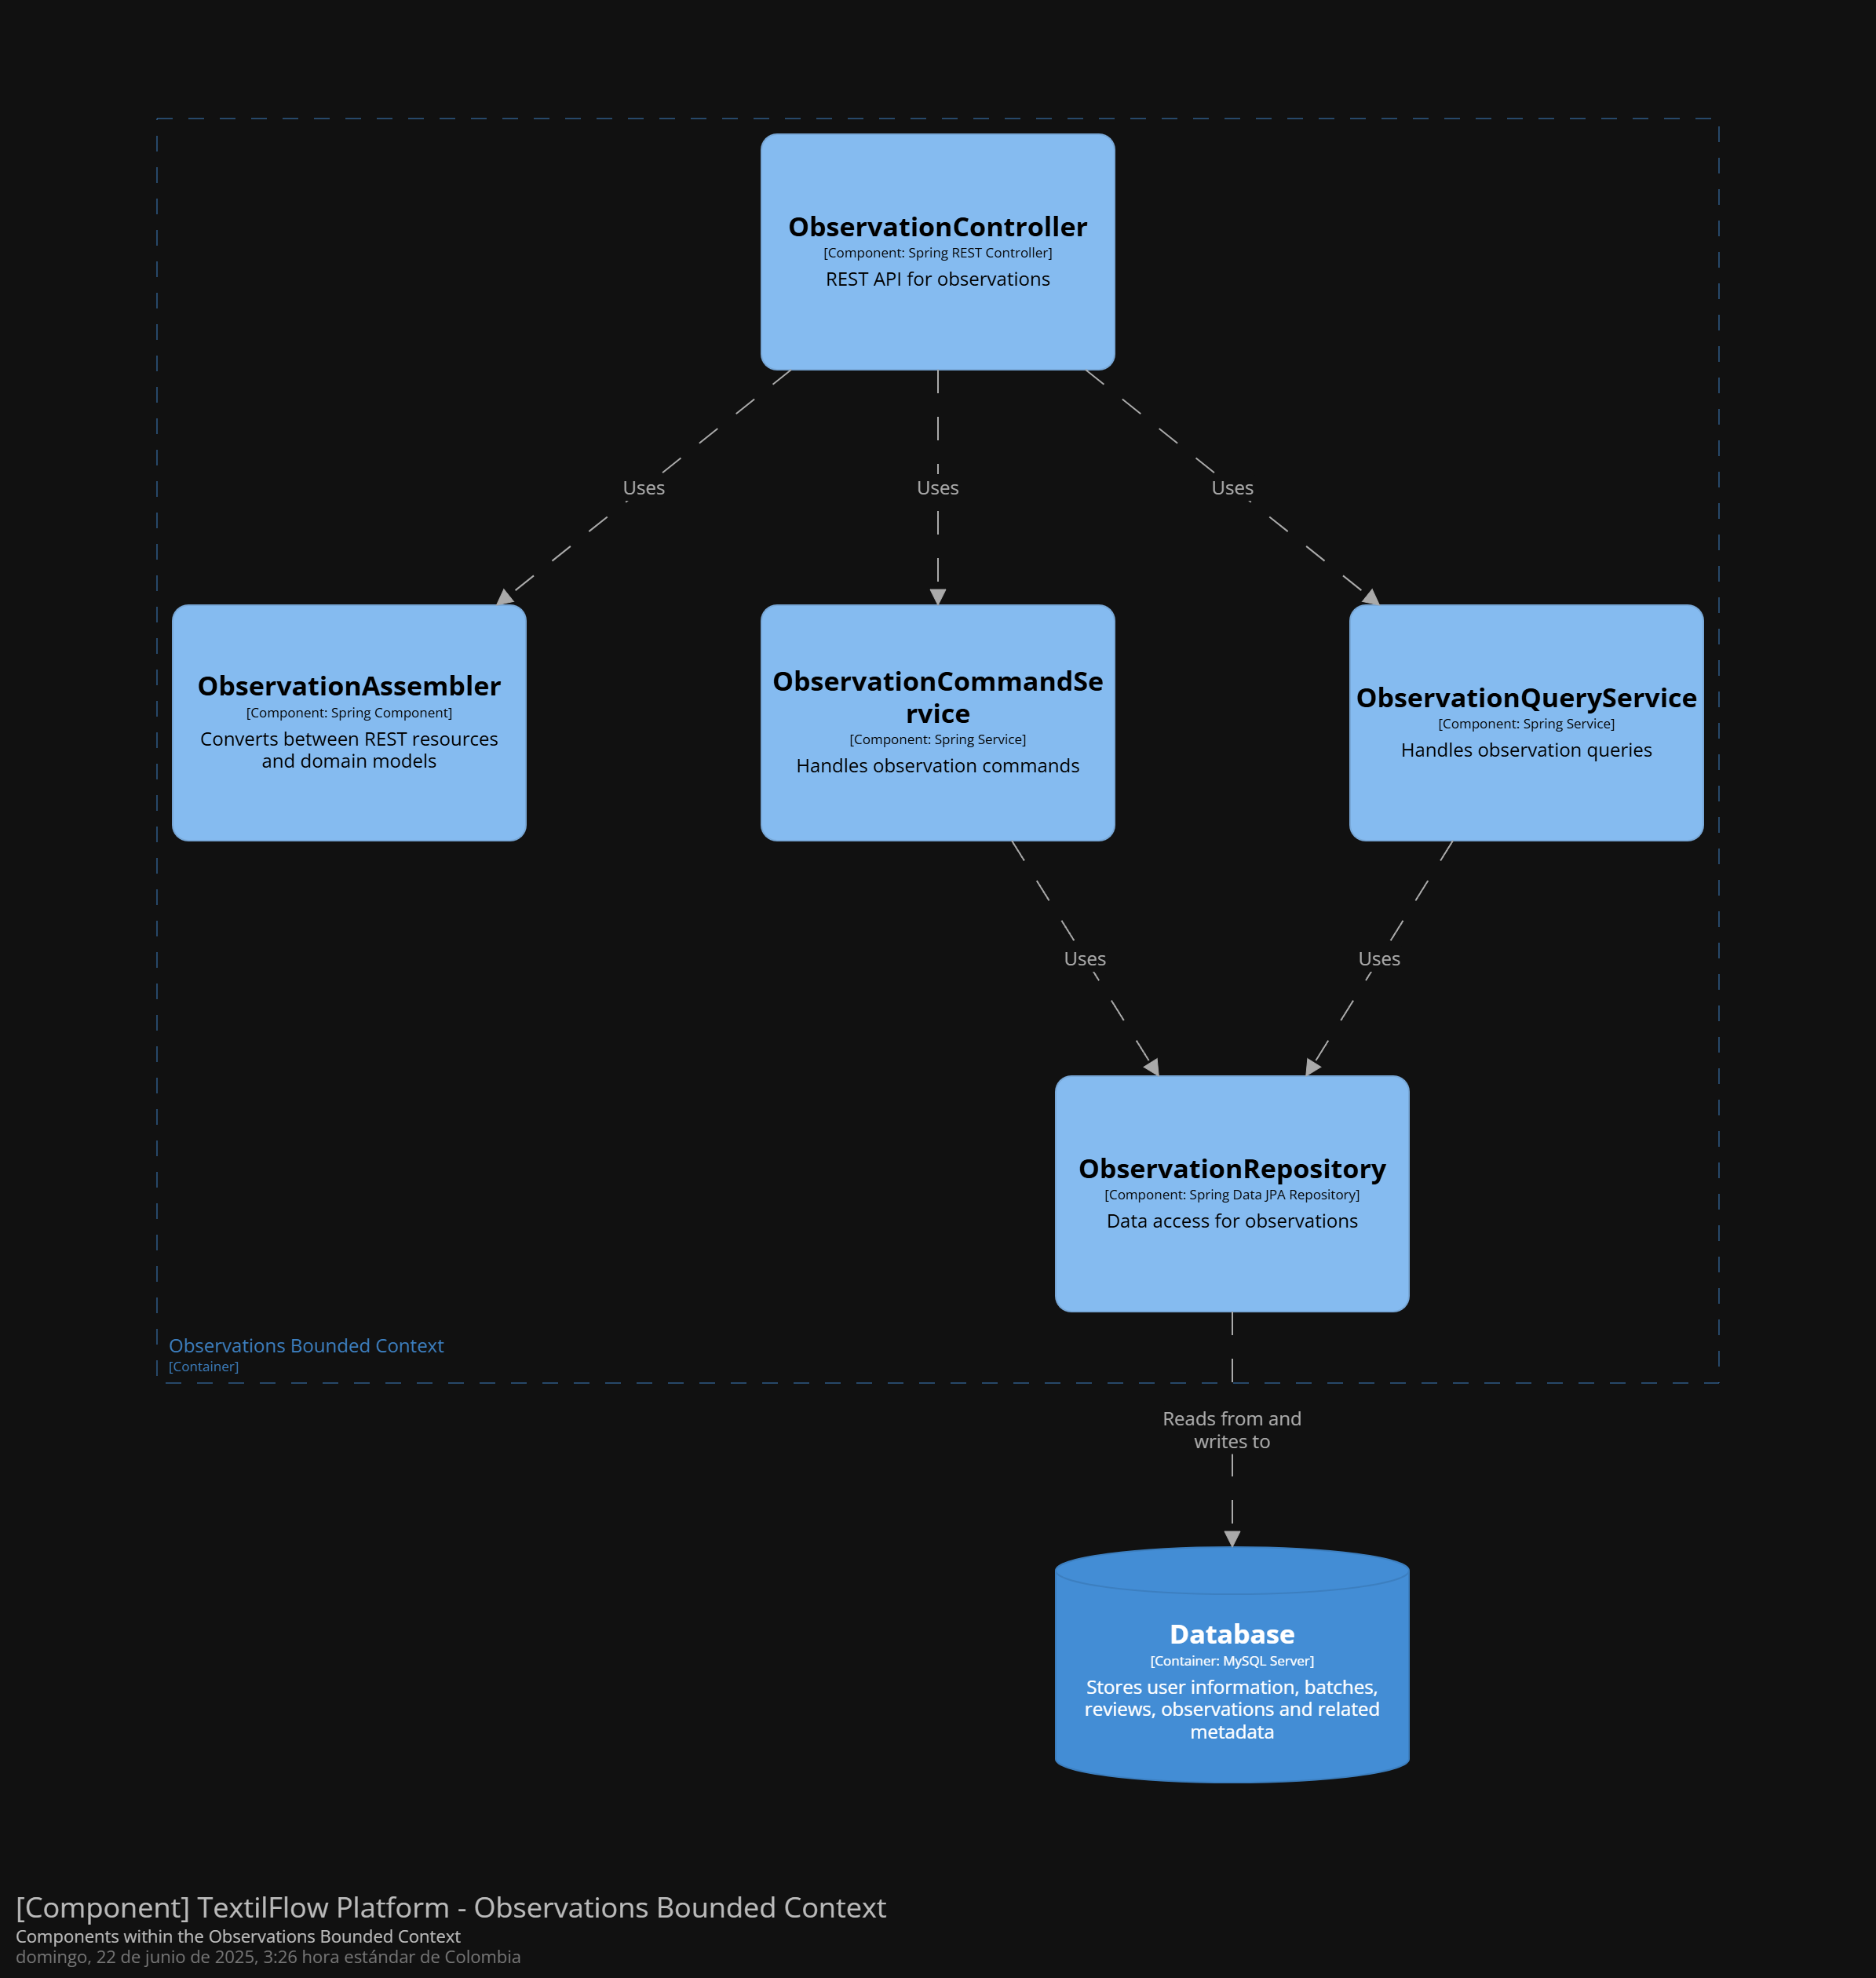 ObservationController
[Component: Spring REST Controller]
REST API for observations
Uses
Uses
Uses
ObservationAssembler
[Component: Spring Component]
Converts between REST resources
and domain models
ObservationCommandSe
rvice
[Component: Spring Service]
Handles observation commands
ObservationQueryService
[Component: Spring Service]
Handles observation queries
Uses
Uses
ObservationRepository
[Component: Spring Data JPA Repository]
Data access for observations
Observations Bounded Context
[Container]
Reads from and
writes to
Database
[Container: MySQL Server]
Stores user information, batches,
reviews, observations and related
metadata
[Component] TextilFlow Platform - Observations Bounded Context
Components within the Observations Bounded Context
domingo, 22 de junio de 2025, 3:26 hora estándar de Colombia